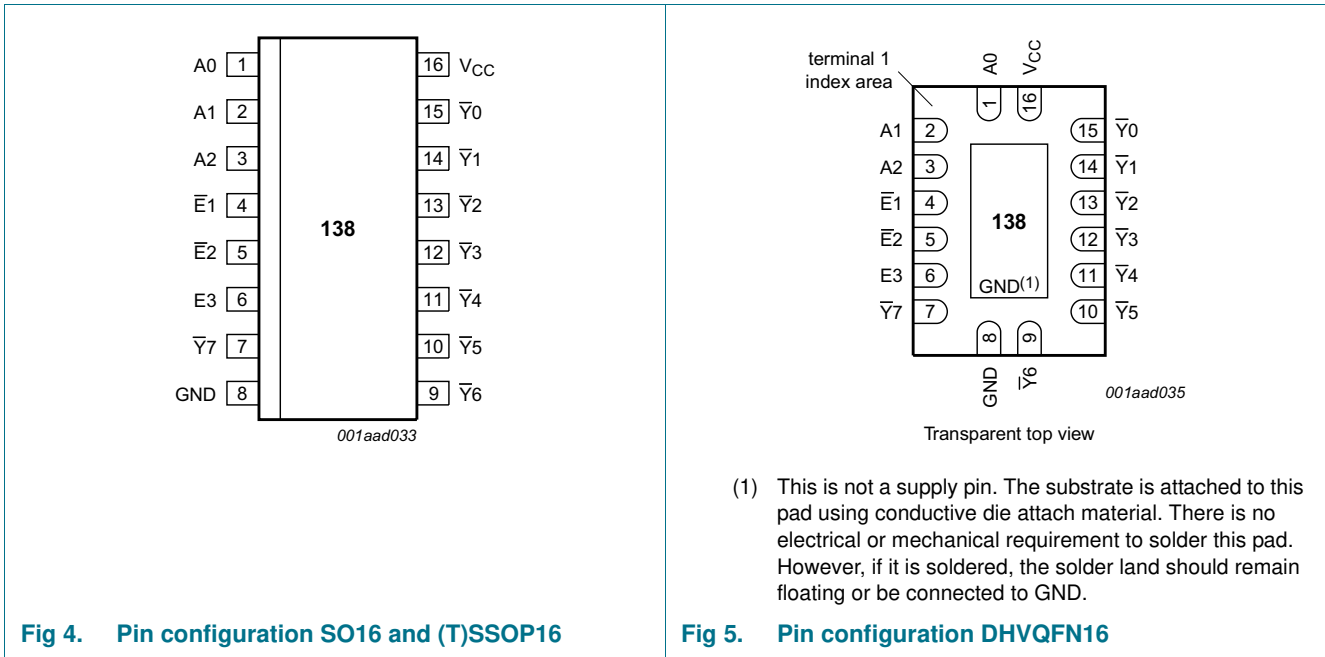 A0 1 16 VCC
A1 2 15 Y̅0
A2 3 14 Y̅1
E̅1 4 13 Y̅2
138
E̅2 5 12 Y̅3
E3 6 11 Y̅4
Y̅7 7 10 Y̅5
GND 8 9 Y̅6
001aad033
Fig 4. Pin configuration SO16 and (T)SSOP16
terminal 1
index area
A0 VCC
1 16
A1 2 15 Y̅0
A2 3 14 Y̅1
E̅1 4 13 Y̅2
138
E̅2 5 12 Y̅3
E3 6 11 Y̅4
GND(1)
Y̅7 7 10 Y̅5
8 9
GND Y̅6
001aad035
Transparent top view
(1) This is not a supply pin. The substrate is attached to this
pad using conductive die attach material. There is no
electrical or mechanical requirement to solder this pad.
However, if it is soldered, the solder land should remain
floating or be connected to GND.
Fig 5. Pin configuration DHVQFN16